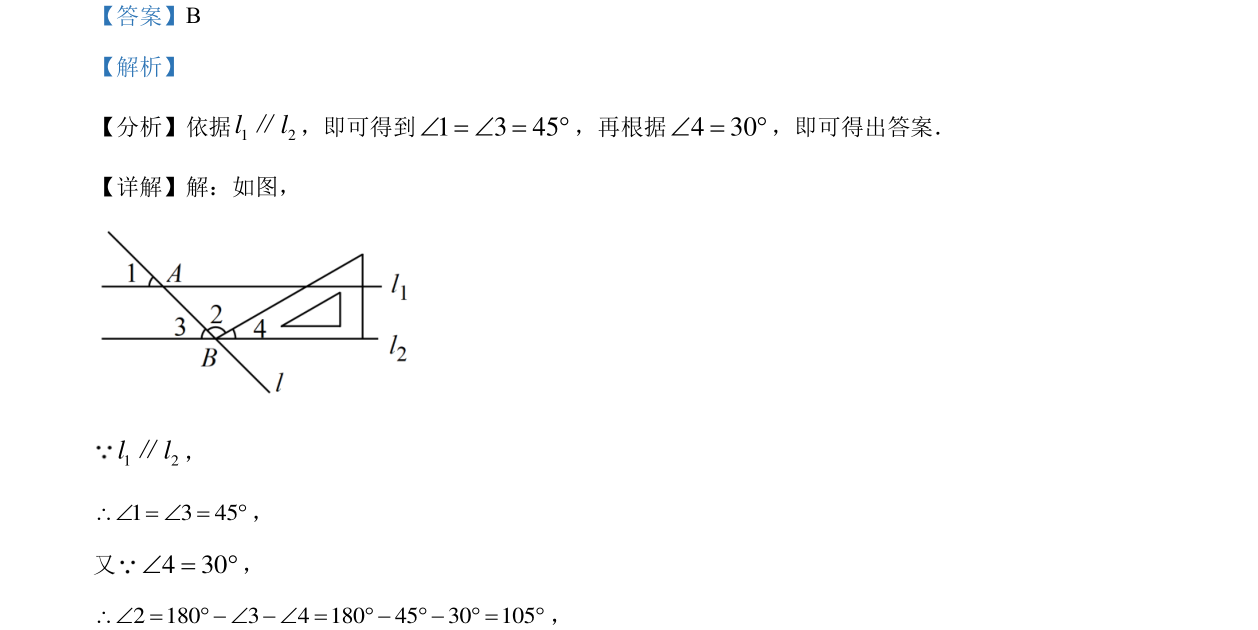 【答案】B
【解析】
【分析】依据l₁∥l₂，即可得到∠1=∠3=45°，再根据∠4=30°，即可得出答案．
【详解】解：如图，
1 A l₁
2
3 4
B l₂
l
∵l₁∥l₂，
∴∠1=∠3=45°，
又∵∠4=30°，
∴∠2=180°−∠3−∠4=180°−45°−30°=105°，